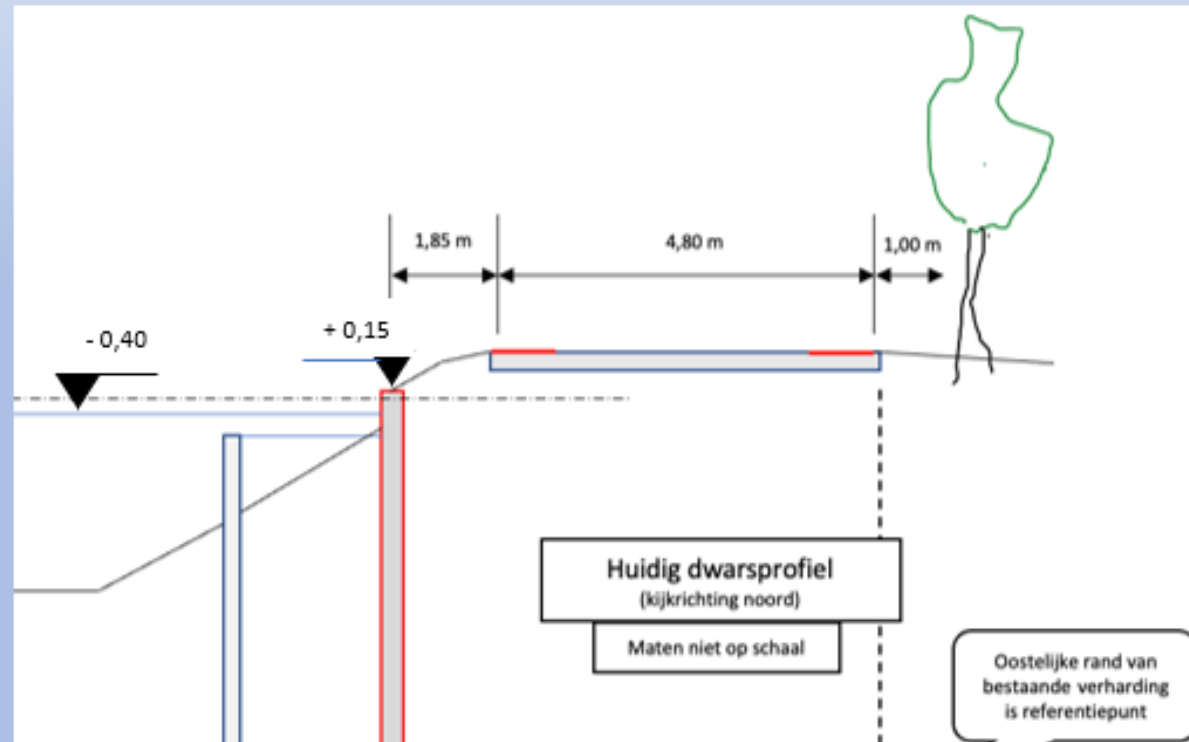 1,85 m
4,80 m
1,00 m
- 0,40
+ 0,15
Huidig dwarsprofiel
(kijkrichting noord)
Maten niet op schaal
Oostelijke rand van
bestaande verharding
is referentiepunt